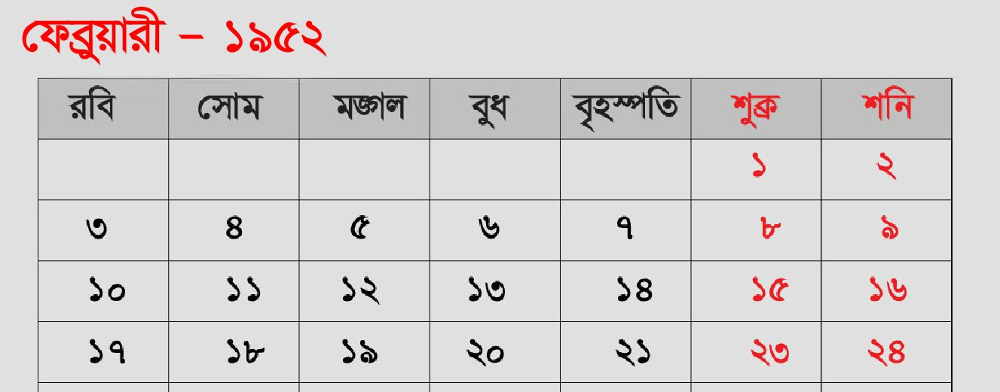 ফেব্রুয়ারী – ১৯৫২
রবি সোম মঙ্গল বুধ বৃহস্পতি শুক্র শনি
১ ২
৩ ৪ ৫ ৬ ৭ ৮ ৯
১০ ১১ ১২ ১৩ ১৪ ১৫ ১৬
১৭ ১৮ ১৯ ২০ ২১ ২৩ ২৪